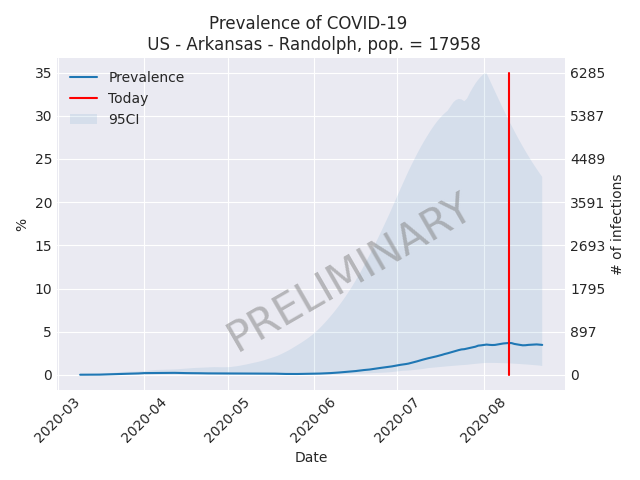 Prevalence of COVID-19
US - Arkansas - Randolph, pop. = 17958
Prevalence
Today
95CI
35
30
25
20
15
10
5
0
%
6285
5387
4489
3591
2693
1795
897
0
# of infections
PRELIMINARY
2020-03
2020-04
2020-05
2020-06
2020-07
2020-08
Date